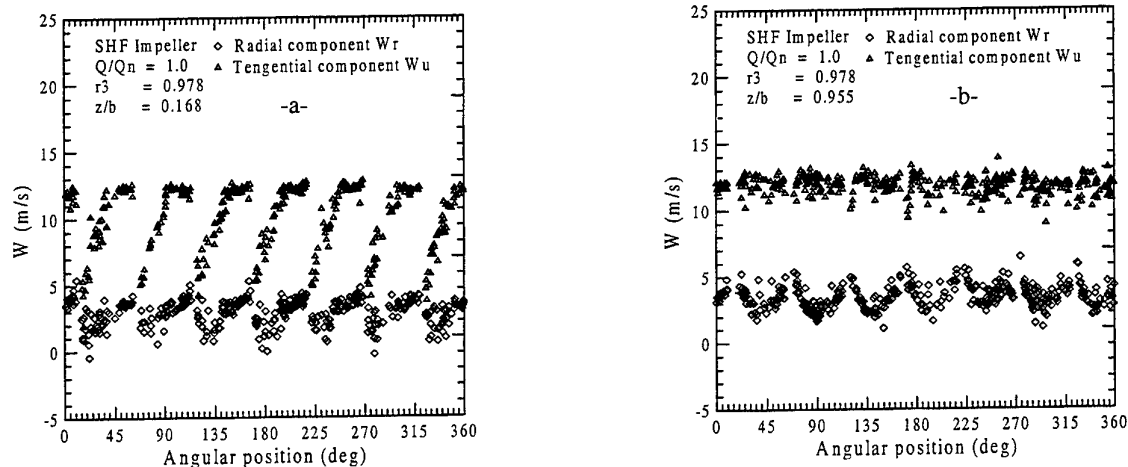 25
20
15
10
5
0
-5
W (m/s)
SHF Impeller ◇ Radial component Wr
Q/Qn = 1.0 ▲ Tengential component Wu
r3 = 0.978
z/b = 0.168 -a-
0 45 90 135 180 225 270 315 360
Angular position (deg)
25
20
15
10
5
0
-5
W (m/s)
SHF Impeller ◇ Radial component Wr
Q/Qn = 1.0 ▲ Tengential component Wu
r3 = 0.978
z/b = 0.955 -b-
0 45 90 135 180 225 270 315 360
Angular position (deg)